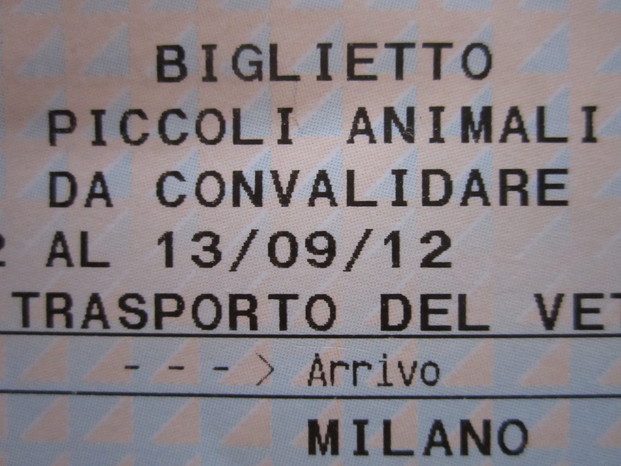 BIGLIETTO
PICCOLI ANIMALI
DA CONVALIDARE
AL 13/09/12
TRASPORTO DEL
- - - > Arrivo
MILANO